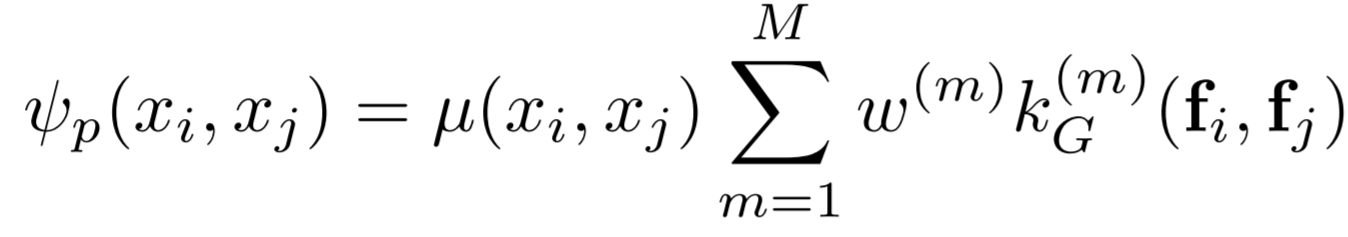 ψ_p(x_i, x_j) = μ(x_i, x_j) ∑_{m=1}^{M} w^{(m)} k_G^{(m)}(𝐟_i, 𝐟_j)